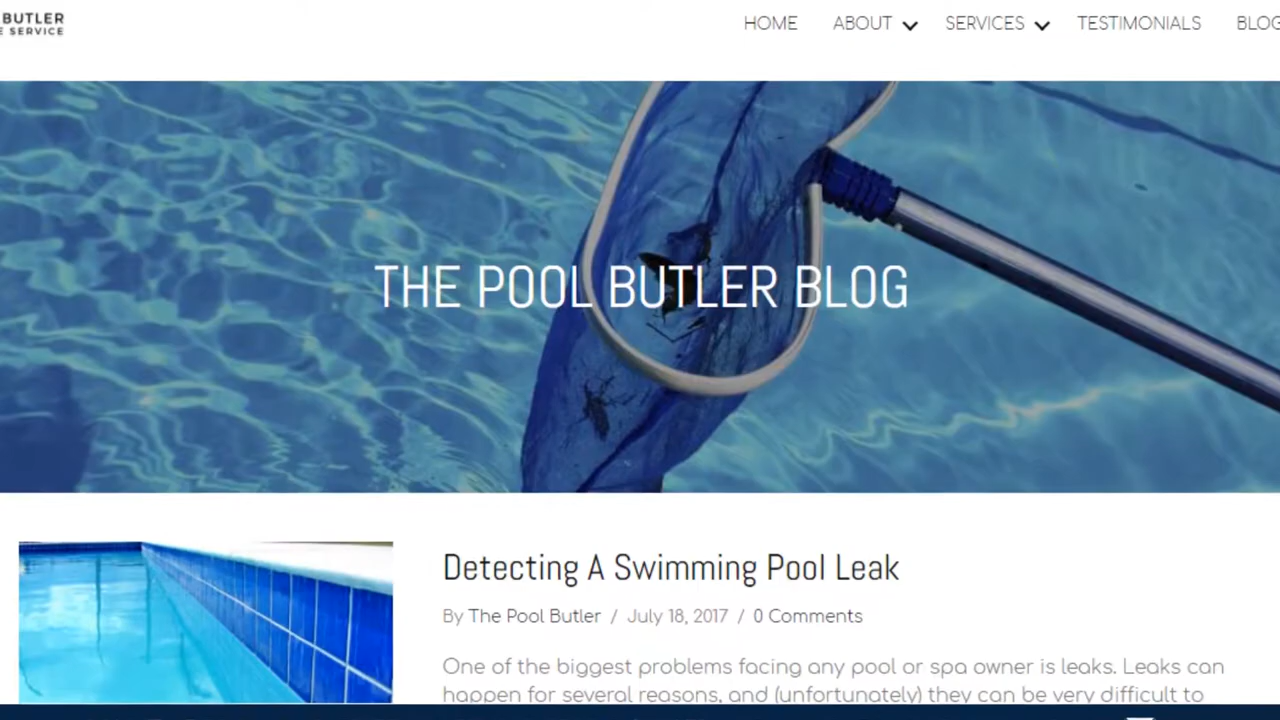 BUTLER
E SERVICE
HOME ABOUT SERVICES TESTIMONIALS BLOG
THE POOL BUTLER BLOG
Detecting A Swimming Pool Leak
By The Pool Butler / July 18, 2017 / 0 Comments
One of the biggest problems facing any pool or spa owner is leaks. Leaks can
happen for several reasons, and (unfortunately) they can be very difficult to